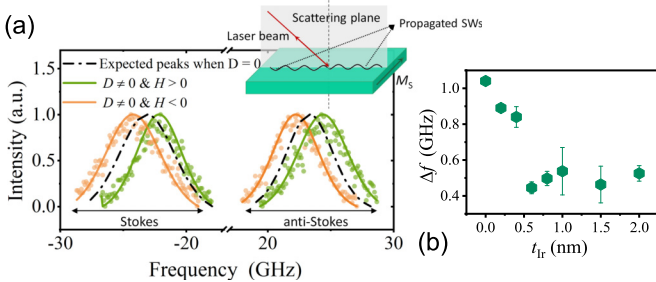 (a)
Scattering plane
Laser beam
Propagated SWs
M_S
Expected peaks when D = 0
D ≠ 0 & H > 0
D ≠ 0 & H < 0
1.5
1.0
0.5
0.0
Intensity (a.u.)
Stokes
anti-Stokes
-30
-20
20
30
Frequency (GHz)
1.0
0.8
0.6
0.4
Δf (GHz)
0.0
0.5
1.0
1.5
2.0
t_Ir (nm)
(b)